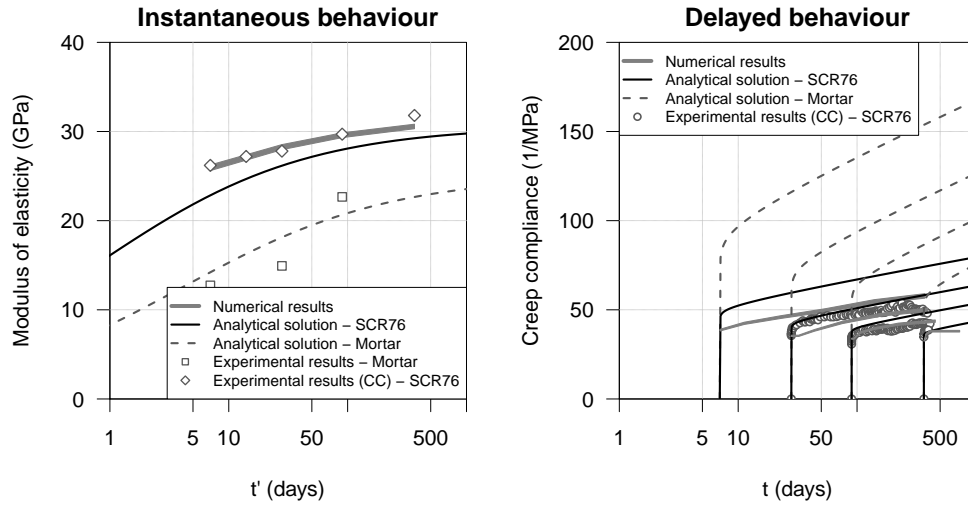 Instantaneous behaviour
Modulus of elasticity (GPa)
40
30
20
10
0
1 5 10 50 500
t' (days)
Numerical results
Analytical solution – SCR76
Analytical solution – Mortar
Experimental results – Mortar
Experimental results (CC) – SCR76
Delayed behaviour
Creep compliance (1/MPa)
200
150
100
50
0
1 5 10 50 500
t (days)
Numerical results
Analytical solution – SCR76
Analytical solution – Mortar
Experimental results (CC) – SCR76